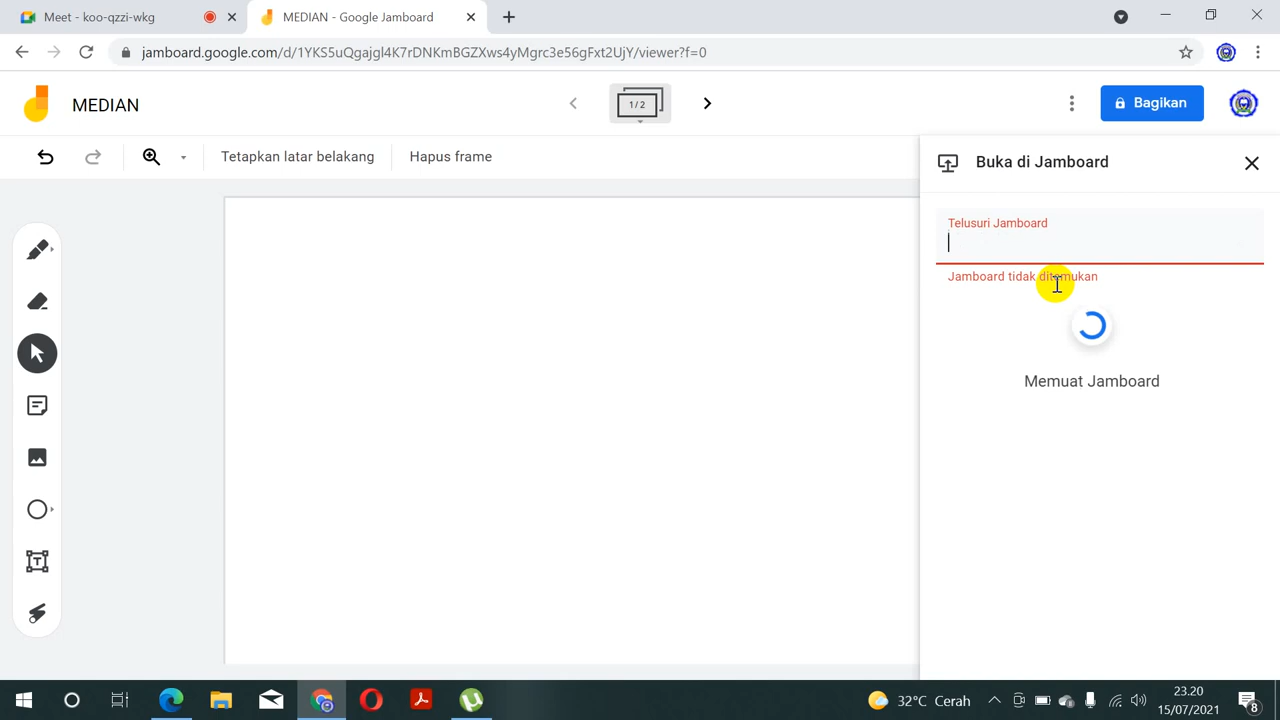 Meet - koo-qzzi-wkg
MEDIAN - Google Jamboard
jamboard.google.com/d/1YKS5uQgajgl4K7rDNKmBGZXws4yMgrc3e56gFxt2UjY/viewer?f=0
MEDIAN
1/2
Bagikan
Tetapkan latar belakang
Hapus frame
Buka di Jamboard
Telusuri Jamboard
Jamboard tidak ditemukan
Memuat Jamboard
32°C Cerah
23.20
15/07/2021
8